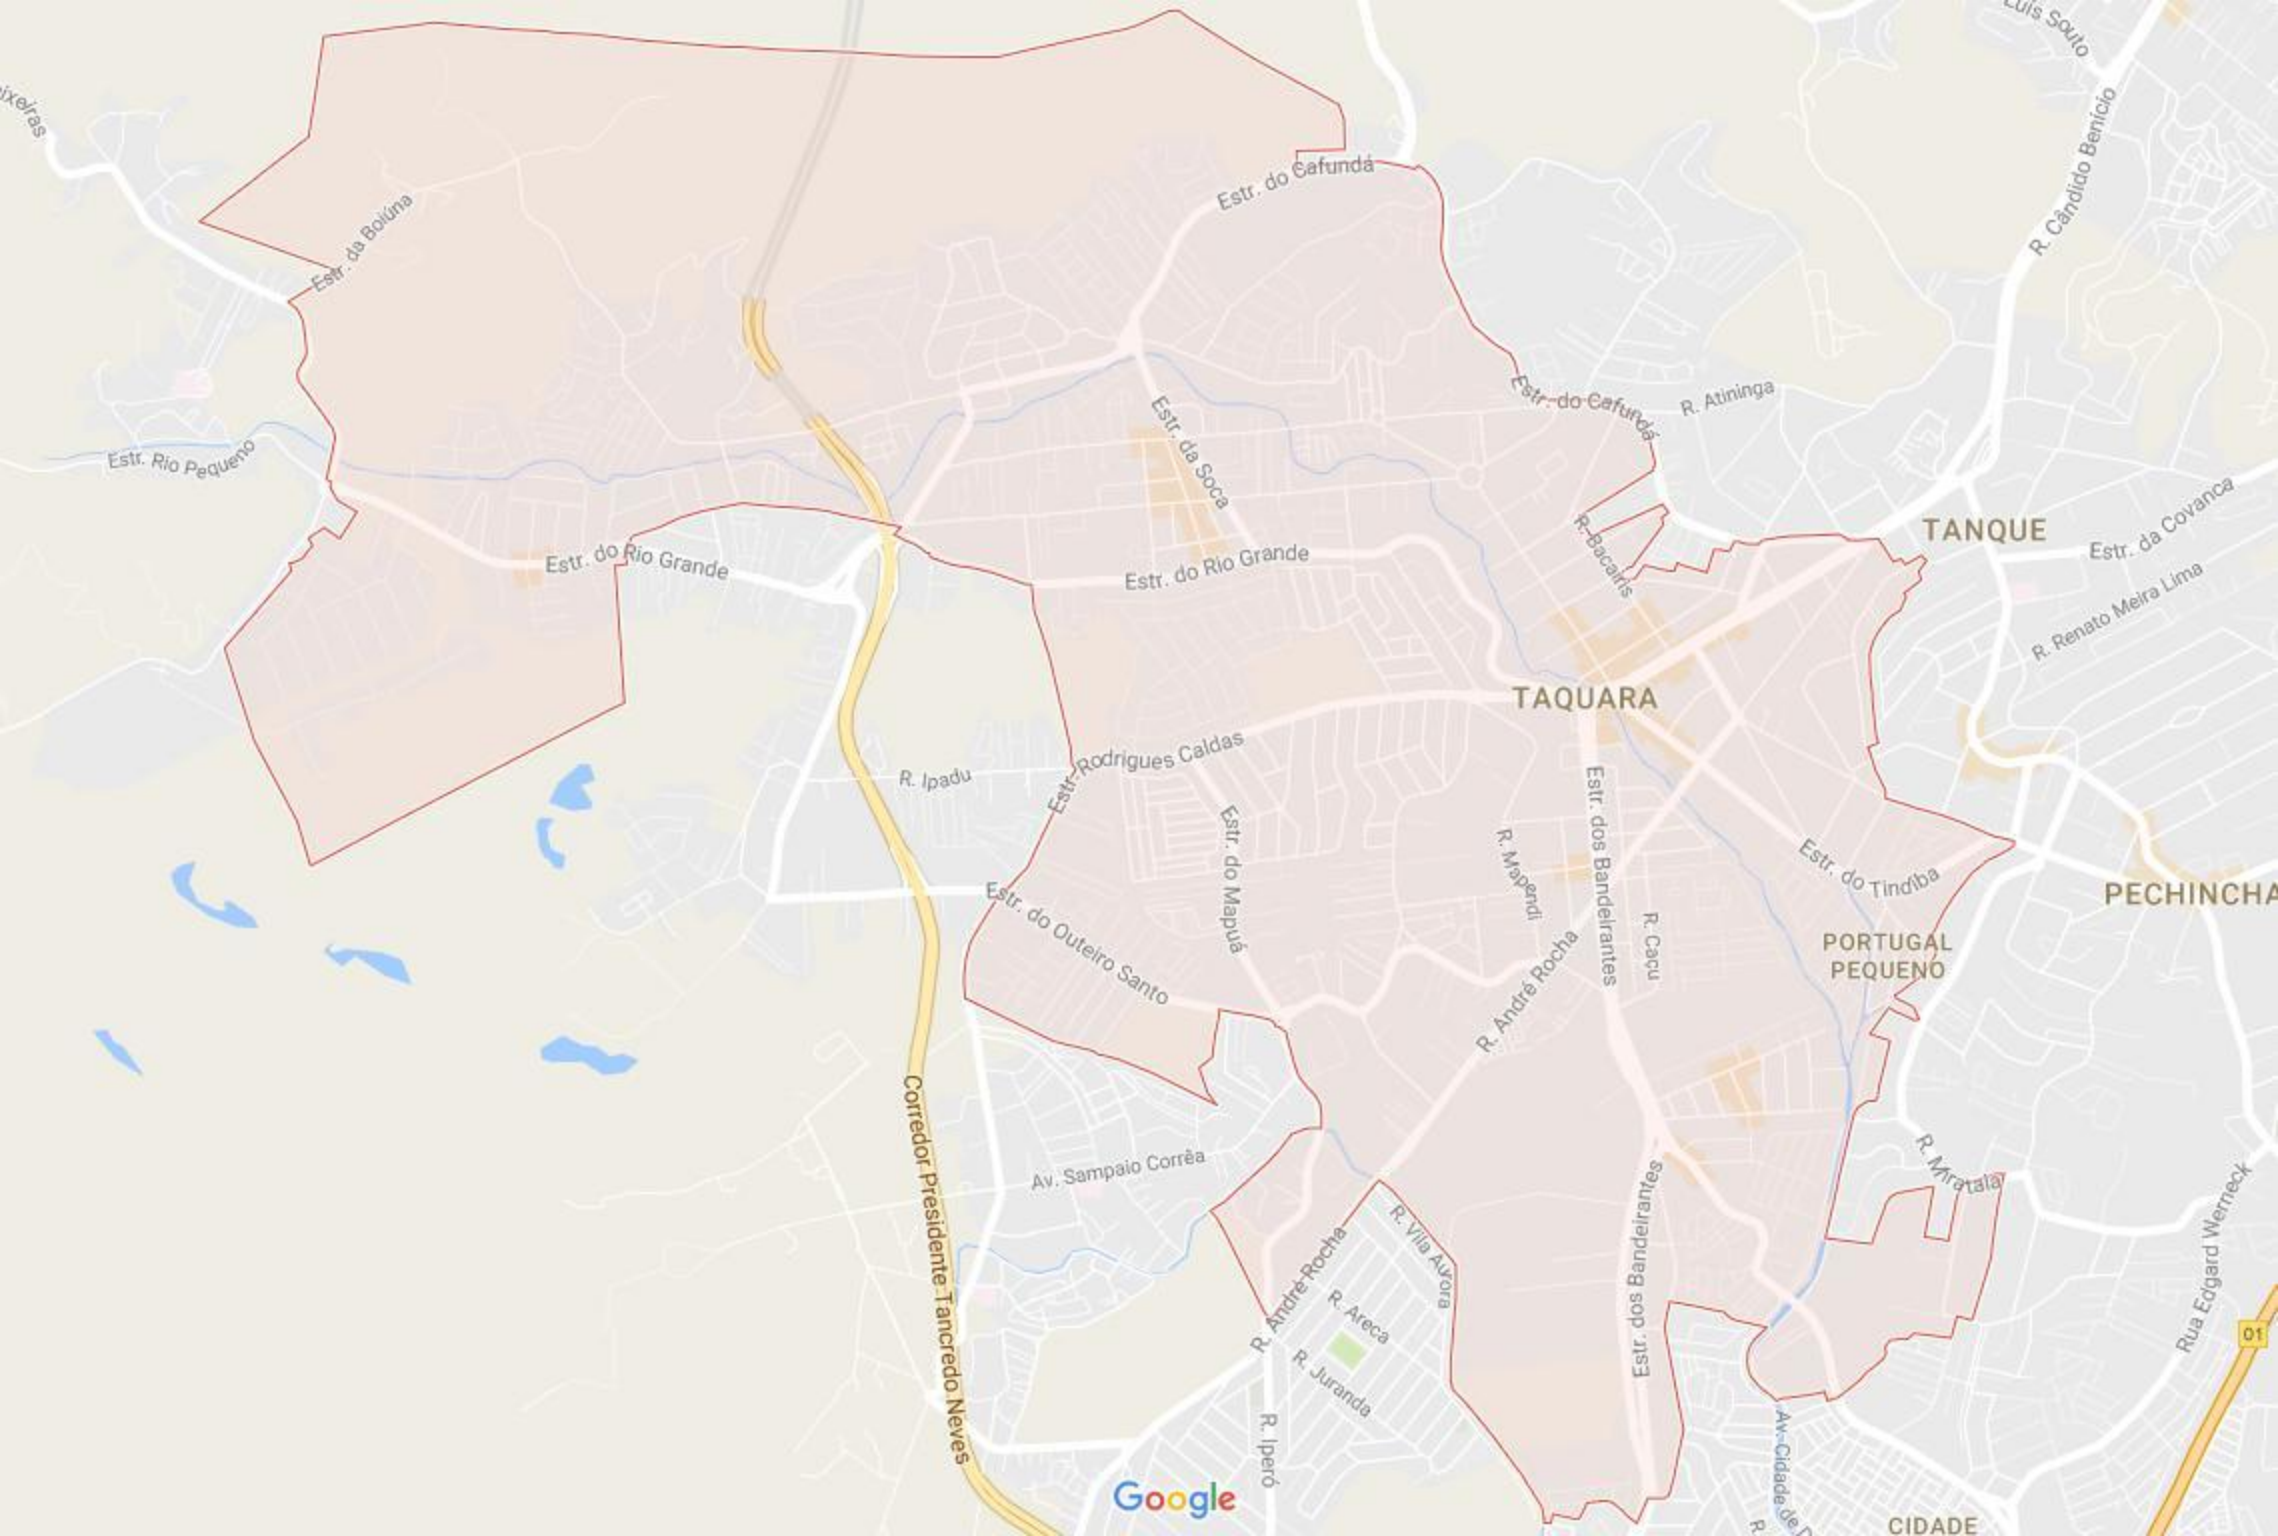 Luís Souto
R. Cândido Benício
Estr. do Cafundá
Estr. da Boiúna
Estr. do Cafundá
R. Atininga
Estr. da Soca
Estr. Rio Pequeno
TANQUE
Estr. da Covanca
R. Bacairis
Estr. do Rio Grande
Estr. do Rio Grande
R. Renato Meira Lima
TAQUARA
Estr. Rodrigues Caldas
R. Ipadu
Estr. do Mapuá
R. Mapendi
Estr. dos Bandeirantes
Estr. do Tindiba
PECHINCHA
Estr. do Outeiro Santo
R. Caçu
PORTUGAL
PEQUENO
R. André Rocha
Corredor Presidente Tancredo Neves
Av. Sampaio Corrêa
R. Mirataia
Rua Edgard Werneck
Estr. dos Bandeirantes
R. Vila Aurora
R. André Rocha
R. Areca
R. Juranda
01
R. Iperó
Av. Cidade de
Google
CIDADE